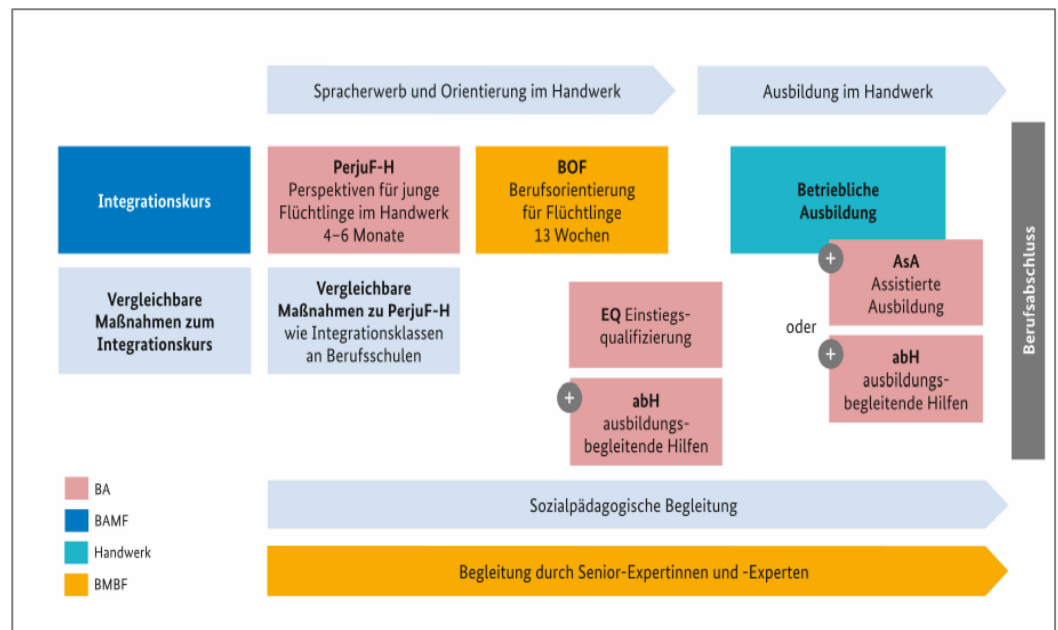 Spracherwerb und Orientierung im Handwerk
Ausbildung im Handwerk
Integrationskurs
PerjuF-H
Perspektiven für junge
Flüchtlinge im Handwerk
4–6 Monate
BOF
Berufsorientierung
für Flüchtlinge
13 Wochen
Betriebliche
Ausbildung
Vergleichbare
Maßnahmen zum
Integrationskurs
Vergleichbare
Maßnahmen zu PerjuF-H
wie Integrationsklassen
an Berufsschulen
EQ Einstiegs-
qualifizierung
+
abH
ausbildungs-
begleitende Hilfen
+
AsA
Assistierte
Ausbildung
oder
+
abH
ausbildungs-
begleitende Hilfen
Berufsabschluss
BA
BAMF
Handwerk
BMBF
Sozialpädagogische Begleitung
Begleitung durch Senior-Expertinnen und -Experten